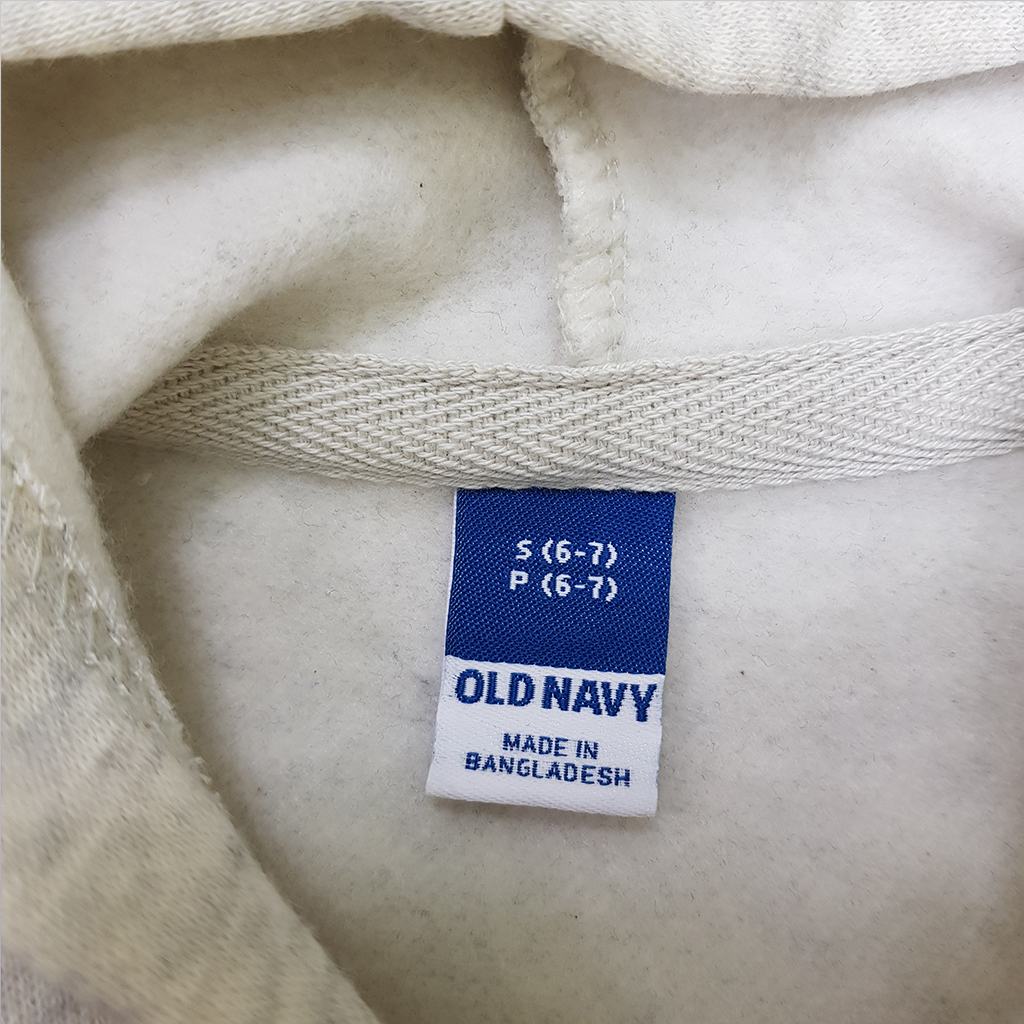 S (6-7)
P (6-7)
OLD NAVY
MADE IN
BANGLADESH